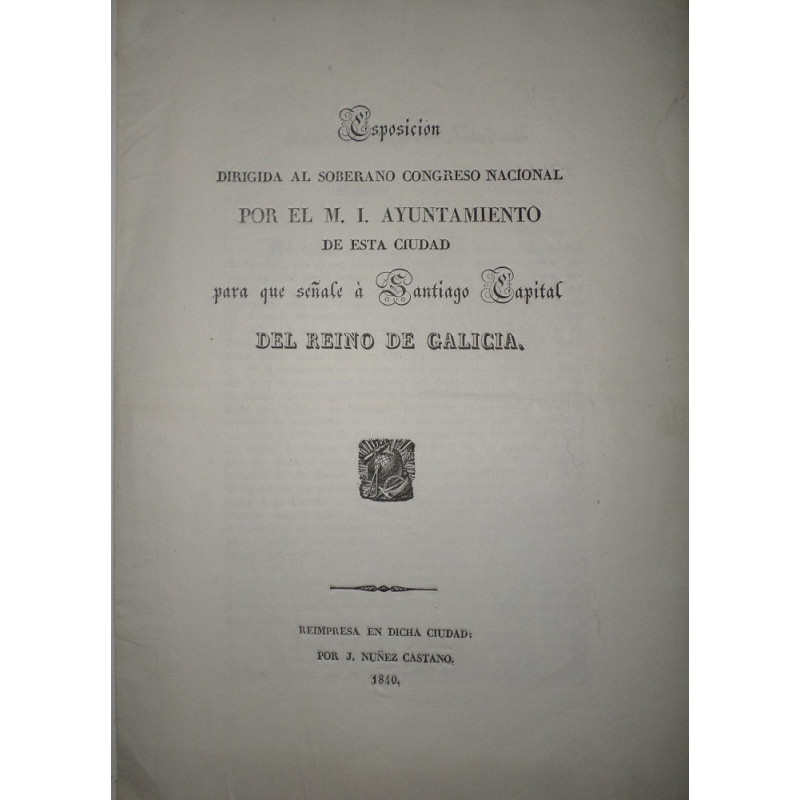 Esposicion
DIRIGIDA AL SOBERANO CONGRESO NACIONAL
POR EL M. I. AYUNTAMIENTO
DE ESTA CIUDAD
para que señale à Santiago Capital
DEL REINO DE GALICIA.
REIMPRESA EN DICHA CIUDAD:
POR J. NUÑEZ CASTANO.
1840.